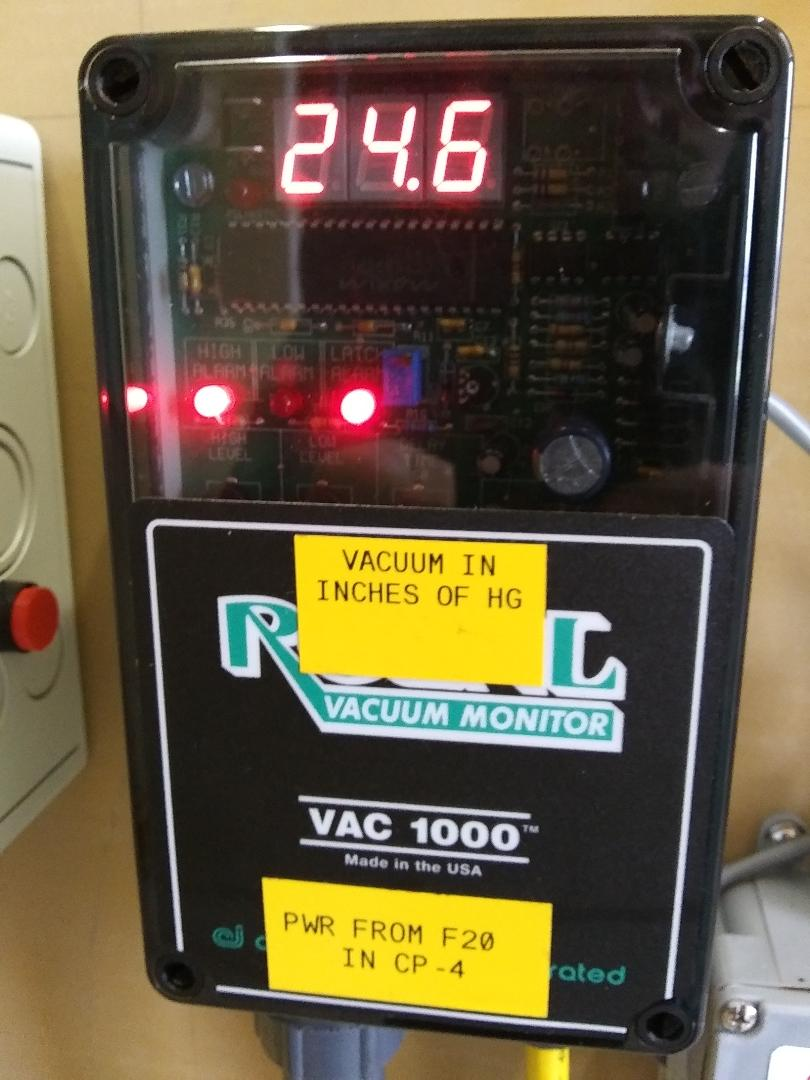 24.6
HIGH ALARM
LOW ALARM
LATCH
HIGH LEVEL
LOW LEVEL
VACUUM IN
INCHES OF HG
VACUUM MONITOR
VAC 1000™
Made in the USA
PWR FROM F20
IN CP-4